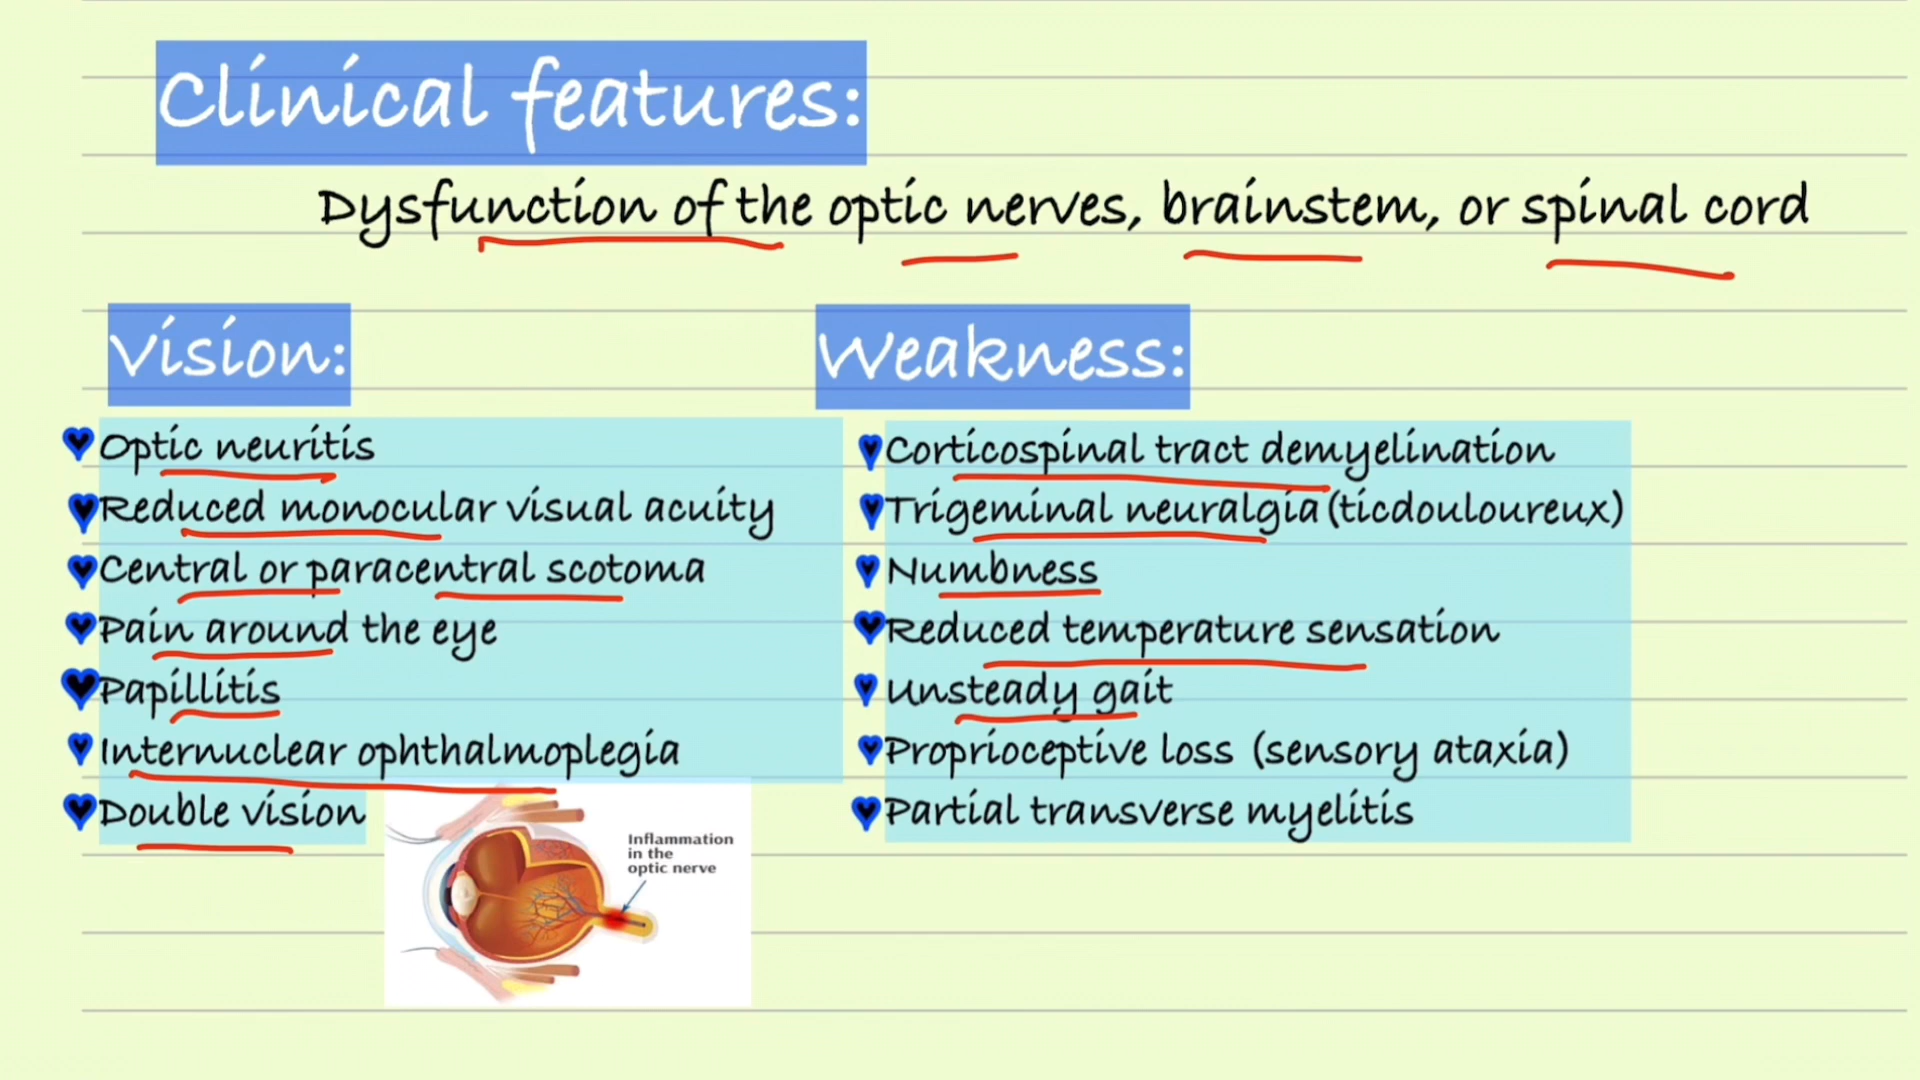 Clinical features:
Dysfunction of the optic nerves, brainstem, or spinal cord
Vision:
Optic neuritis
Reduced monocular visual acuity
Central or paracentral scotoma
Pain around the eye
Papillitis
Internuclear ophthalmoplegia
Double vision
Inflammation
in the
optic nerve
Weakness:
Corticospinal tract demyelination
Trigeminal neuralgia (ticdouloureux)
Numbness
Reduced temperature sensation
Unsteady gait
Proprioceptive loss (sensory ataxia)
Partial transverse myelitis